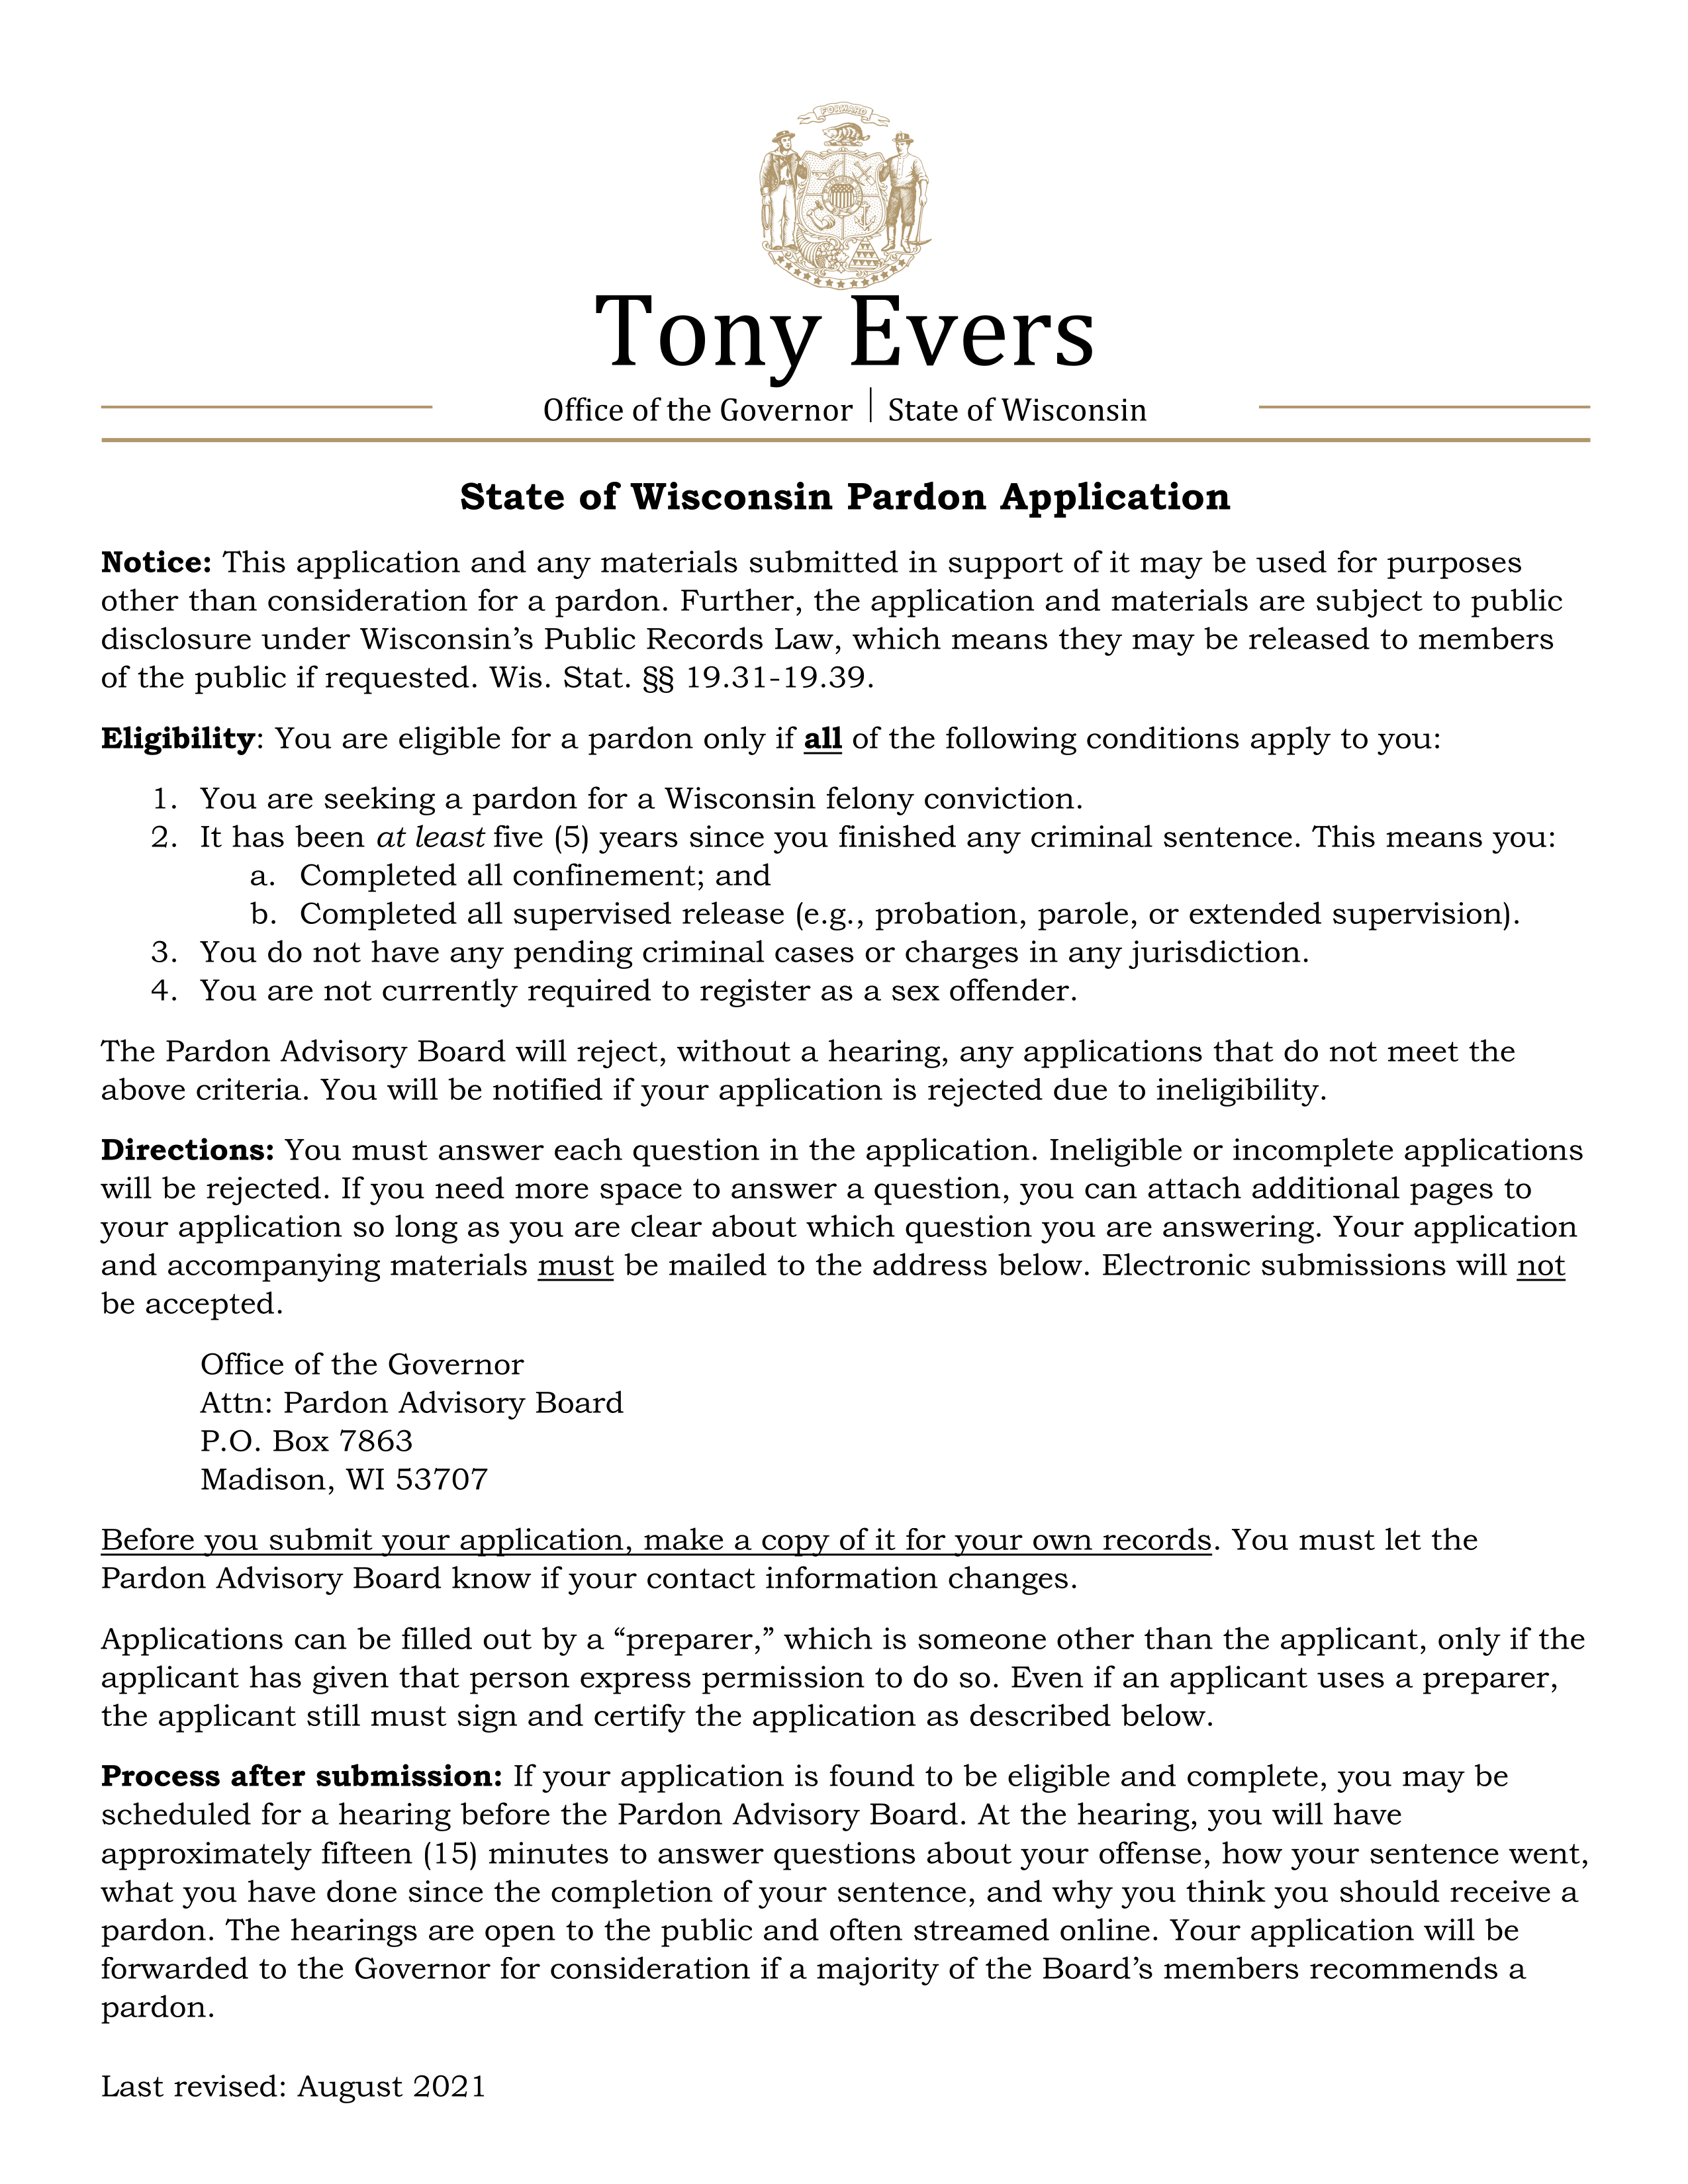 FORWARD
Tony Evers
Office of the Governor | State of Wisconsin
State of Wisconsin Pardon Application
Notice: This application and any materials submitted in support of it may be used for purposes
other than consideration for a pardon. Further, the application and materials are subject to public
disclosure under Wisconsin’s Public Records Law, which means they may be released to members
of the public if requested. Wis. Stat. §§ 19.31-19.39.
Eligibility: You are eligible for a pardon only if all of the following conditions apply to you:
1. You are seeking a pardon for a Wisconsin felony conviction.
2. It has been at least five (5) years since you finished any criminal sentence. This means you:
a. Completed all confinement; and
b. Completed all supervised release (e.g., probation, parole, or extended supervision).
3. You do not have any pending criminal cases or charges in any jurisdiction.
4. You are not currently required to register as a sex offender.
The Pardon Advisory Board will reject, without a hearing, any applications that do not meet the
above criteria. You will be notified if your application is rejected due to ineligibility.
Directions: You must answer each question in the application. Ineligible or incomplete applications
will be rejected. If you need more space to answer a question, you can attach additional pages to
your application so long as you are clear about which question you are answering. Your application
and accompanying materials must be mailed to the address below. Electronic submissions will not
be accepted.
Office of the Governor
Attn: Pardon Advisory Board
P.O. Box 7863
Madison, WI 53707
Before you submit your application, make a copy of it for your own records. You must let the
Pardon Advisory Board know if your contact information changes.
Applications can be filled out by a “preparer,” which is someone other than the applicant, only if the
applicant has given that person express permission to do so. Even if an applicant uses a preparer,
the applicant still must sign and certify the application as described below.
Process after submission: If your application is found to be eligible and complete, you may be
scheduled for a hearing before the Pardon Advisory Board. At the hearing, you will have
approximately fifteen (15) minutes to answer questions about your offense, how your sentence went,
what you have done since the completion of your sentence, and why you think you should receive a
pardon. The hearings are open to the public and often streamed online. Your application will be
forwarded to the Governor for consideration if a majority of the Board’s members recommends a
pardon.
Last revised: August 2021